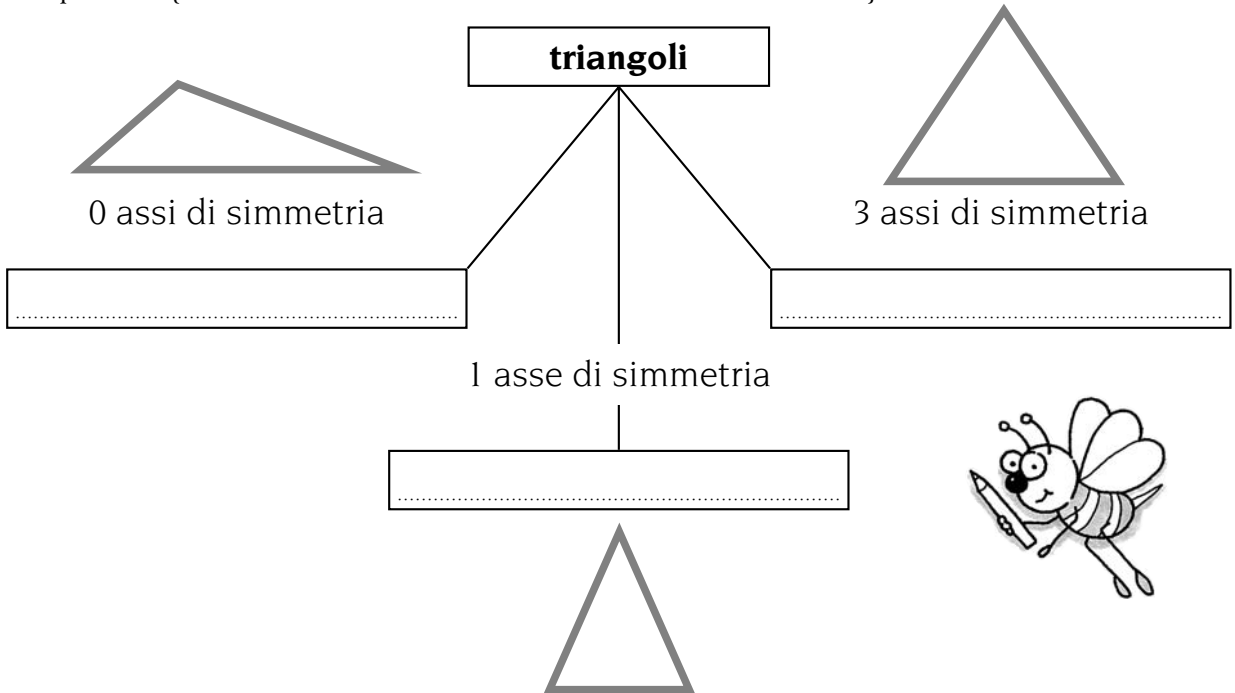 triangoli
0 assi di simmetria
3 assi di simmetria
1 asse di simmetria